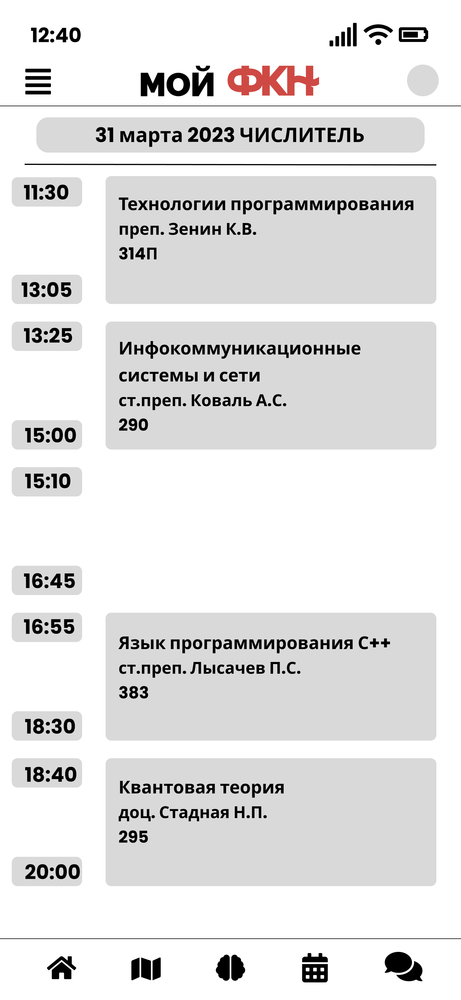 12:40
МОЙ ФКН
31 марта 2023 ЧИСЛИТЕЛЬ
11:30
Технологии программирования
преп. Зенин К.В.
314П
13:05
13:25
Инфокоммуникационные
системы и сети
ст.преп. Коваль А.С.
290
15:00
15:10
16:45
16:55
Язык программирования С++
ст.преп. Лысачев П.С.
383
18:30
18:40
Квантовая теория
доц. Стадная Н.П.
295
20:00